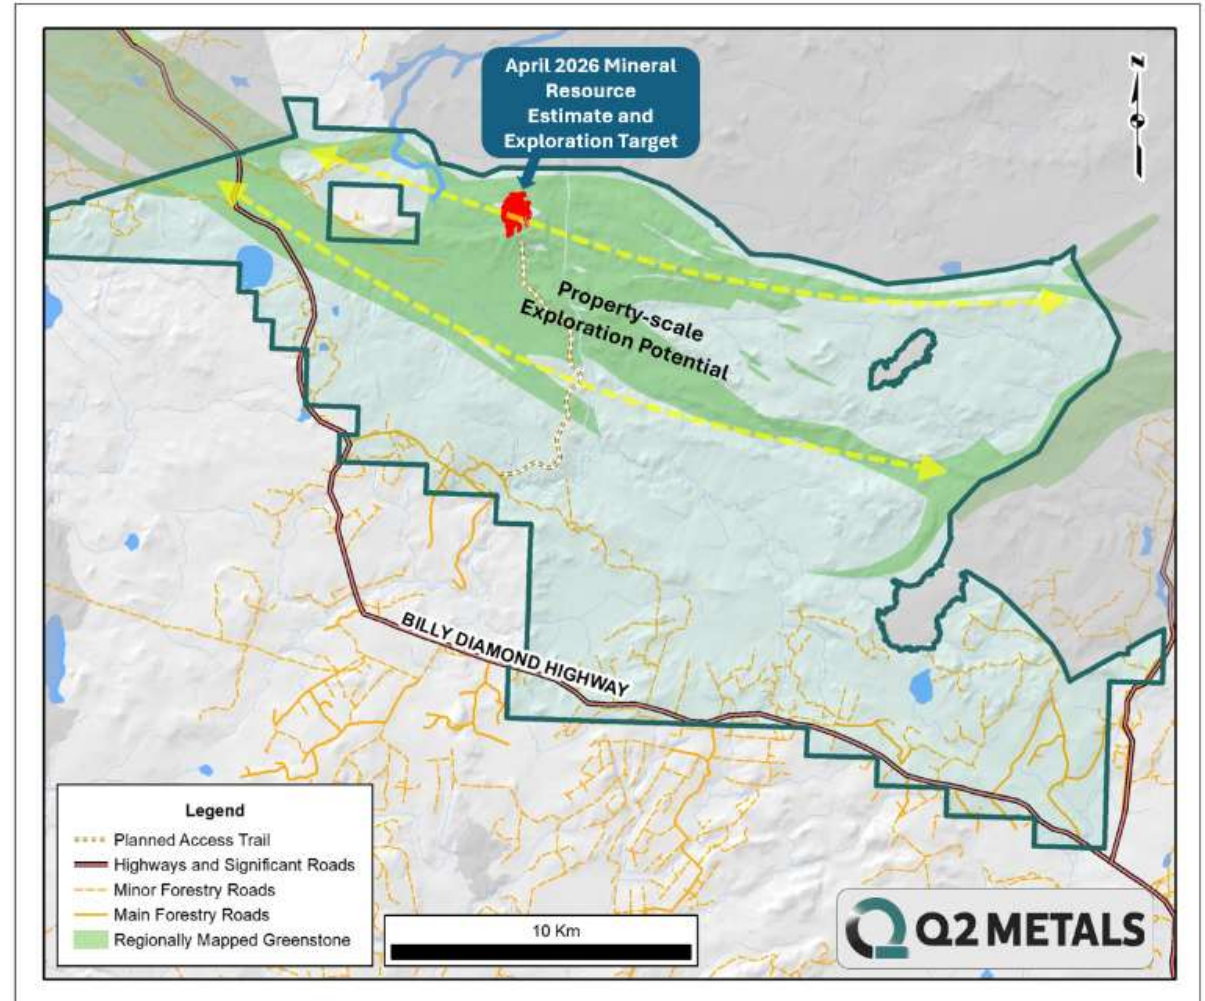 April 2026 Mineral
Resource
Estimate and
Exploration Target
N
Property-scale
Exploration Potential
BILLY DIAMOND HIGHWAY
Legend
Planned Access Trail
Highways and Significant Roads
Minor Forestry Roads
Main Forestry Roads
Regionally Mapped Greenstone
10 Km
Q2 METALS